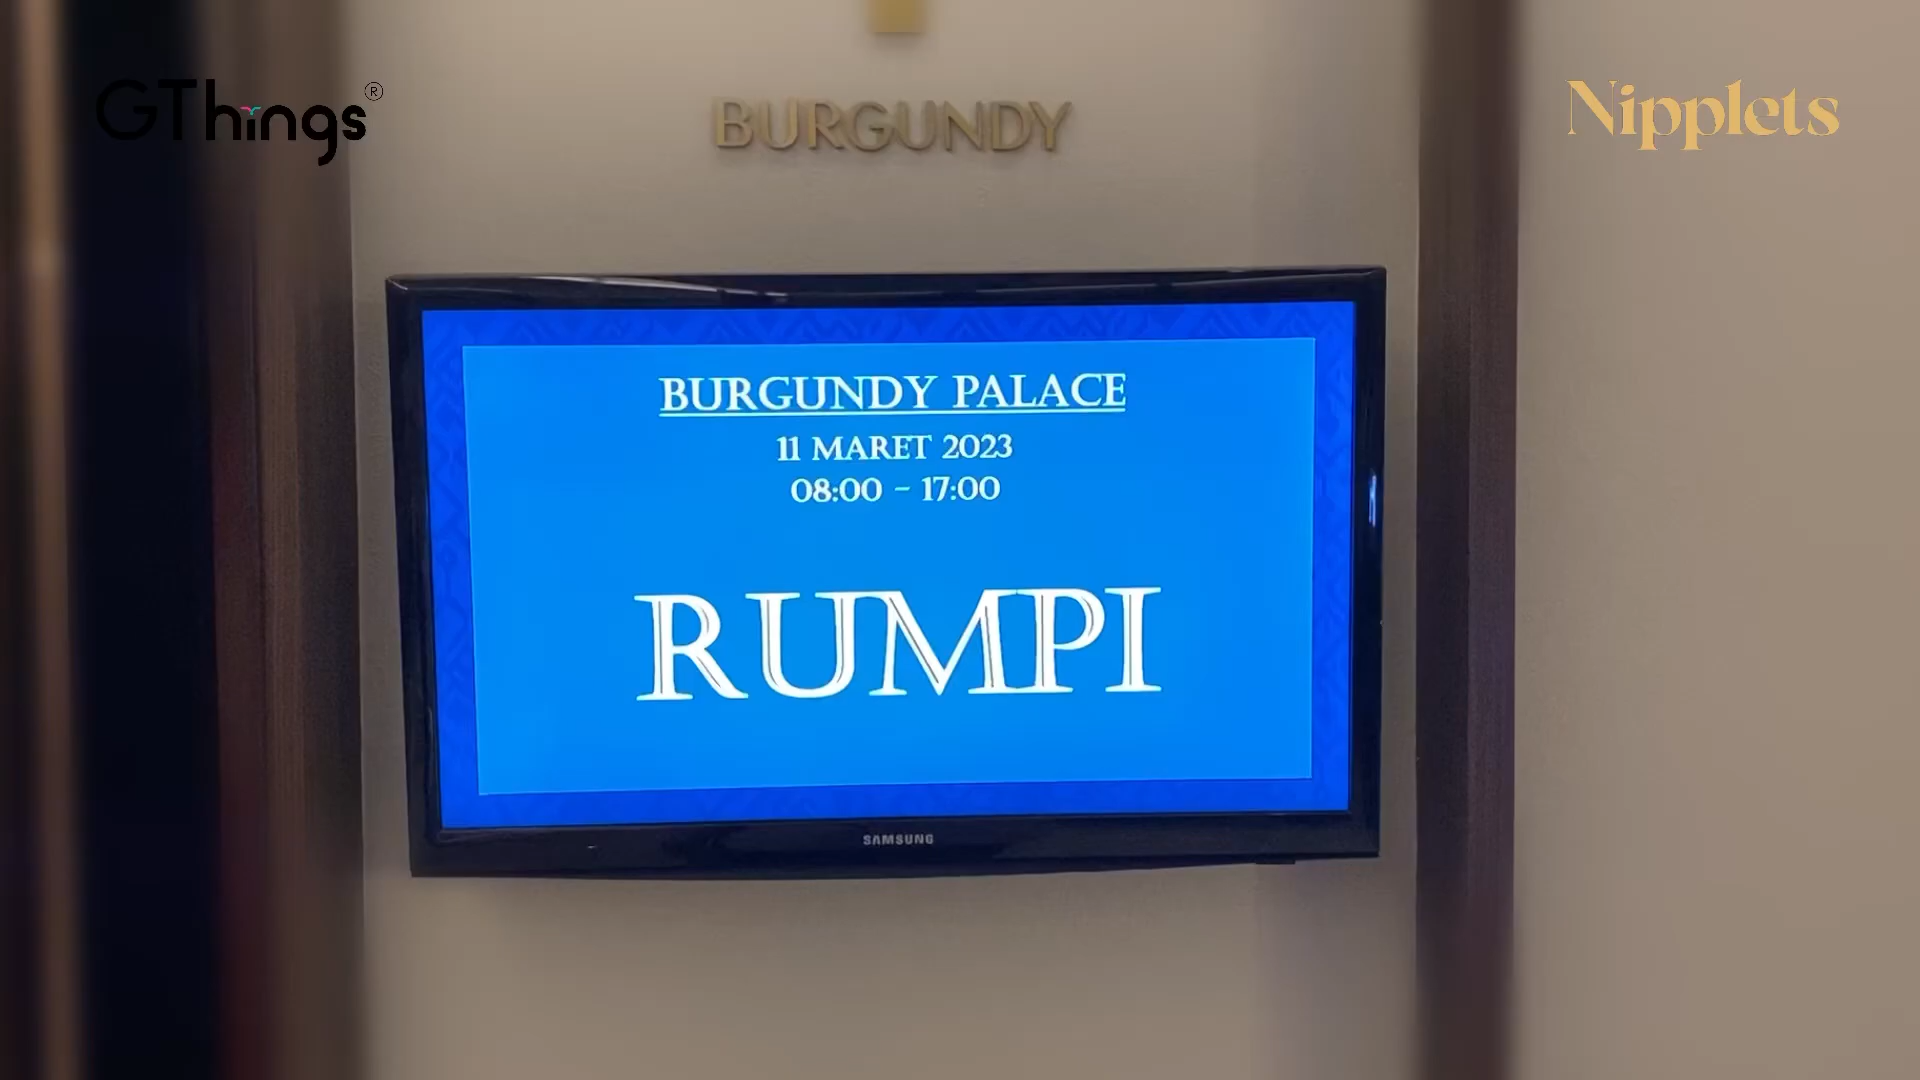 GThings®
Nipplets
BURGUNDY
BURGUNDY PALACE
11 MARET 2023
08:00 - 17:00
RUMPI
SAMSUNG